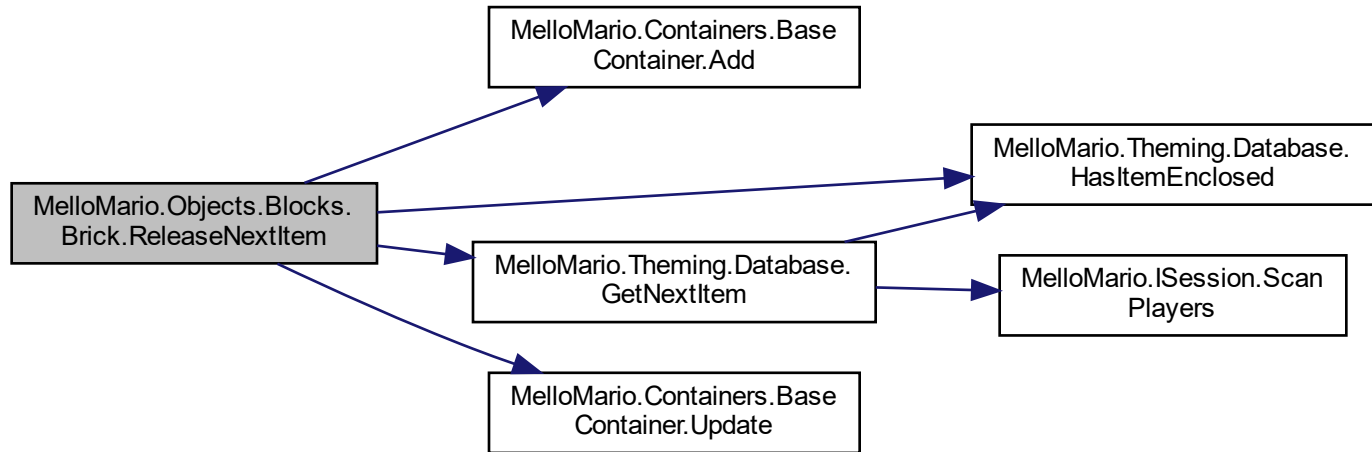 MelloMario.Containers.Base
Container.Add
MelloMario.Theming.Database.
HasItemEnclosed
MelloMario.Objects.Blocks.
Brick.ReleaseNextItem
MelloMario.Theming.Database.
GetNextItem
MelloMario.ISession.Scan
Players
MelloMario.Containers.Base
Container.Update